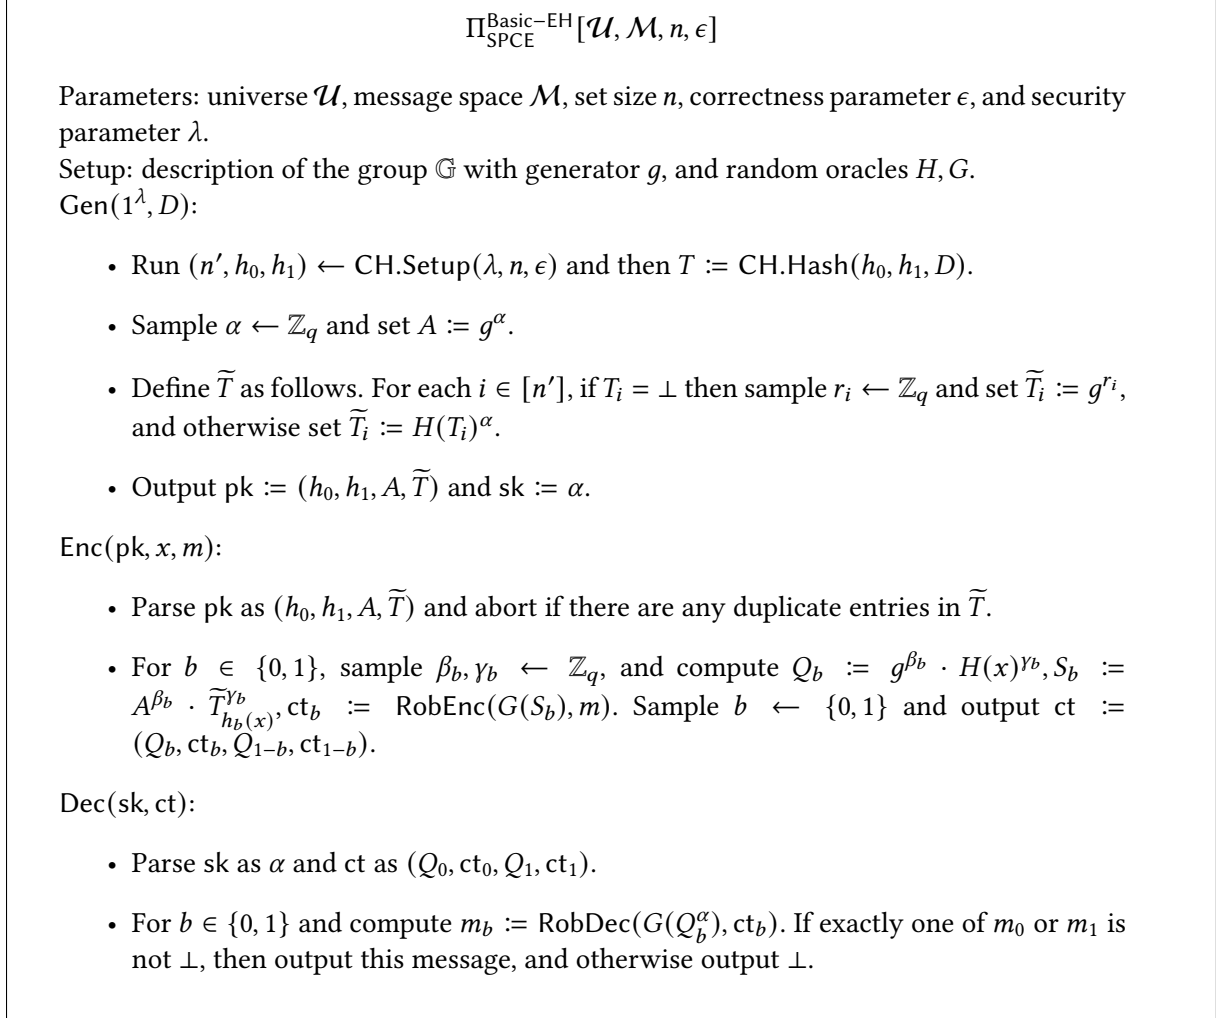 Π^{Basic−EH}_{SPCE}[𝒰, ℳ, n, ϵ]
Parameters: universe 𝒰, message space ℳ, set size n, correctness parameter ϵ, and security
parameter λ.
Setup: description of the group 𝔾 with generator g, and random oracles H, G.
Gen(1^λ, D):
• Run (n′, h_0, h_1) ← CH.Setup(λ, n, ϵ) and then T ≔ CH.Hash(h_0, h_1, D).
• Sample α ← ℤ_q and set A ≔ g^α.
• Define T̃ as follows. For each i ∈ [n′], if T_i = ⊥ then sample r_i ← ℤ_q and set T̃_i ≔ g^{r_i},
and otherwise set T̃_i ≔ H(T_i)^α.
• Output pk ≔ (h_0, h_1, A, T̃) and sk ≔ α.
Enc(pk, x, m):
• Parse pk as (h_0, h_1, A, T̃) and abort if there are any duplicate entries in T̃.
• For b ∈ {0, 1}, sample β_b, γ_b ← ℤ_q, and compute Q_b ≔ g^{β_b} · H(x)^{γ_b}, S_b ≔
A^{β_b} · T̃^{γ_b}_{h_b(x)}, ct_b ≔ RobEnc(G(S_b), m). Sample b ← {0, 1} and output ct ≔
(Q_b, ct_b, Q_{1−b}, ct_{1−b}).
Dec(sk, ct):
• Parse sk as α and ct as (Q_0, ct_0, Q_1, ct_1).
• For b ∈ {0, 1} and compute m_b ≔ RobDec(G(Q_b^α), ct_b). If exactly one of m_0 or m_1 is
not ⊥, then output this message, and otherwise output ⊥.